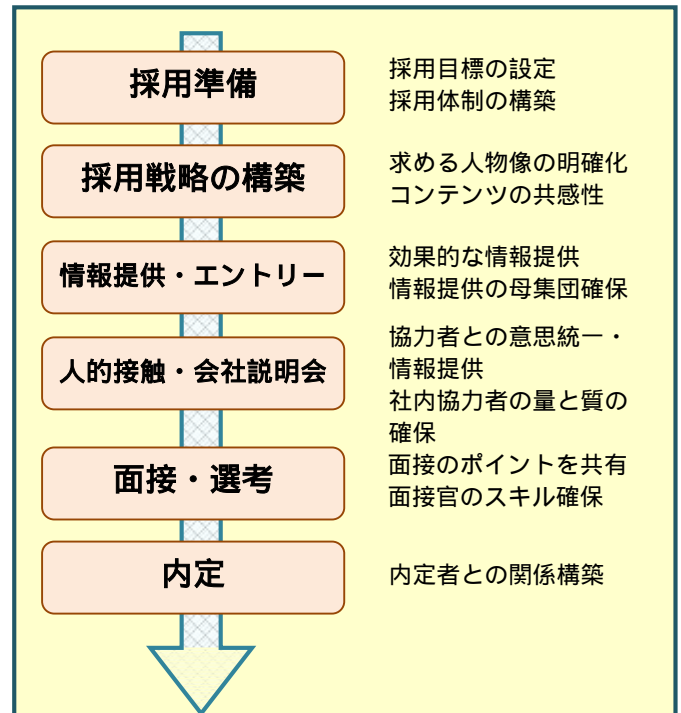 採用準備
採用目標の設定
採用体制の構築
採用戦略の構築
求める人物像の明確化
コンテンツの共感性
情報提供・エントリー
効果的な情報提供
情報提供の母集団確保
人的接触・会社説明会
協力者との意思統一・
情報提供
社内協力者の量と質の
確保
面接・選考
面接のポイントを共有
面接官のスキル確保
内定
内定者との関係構築